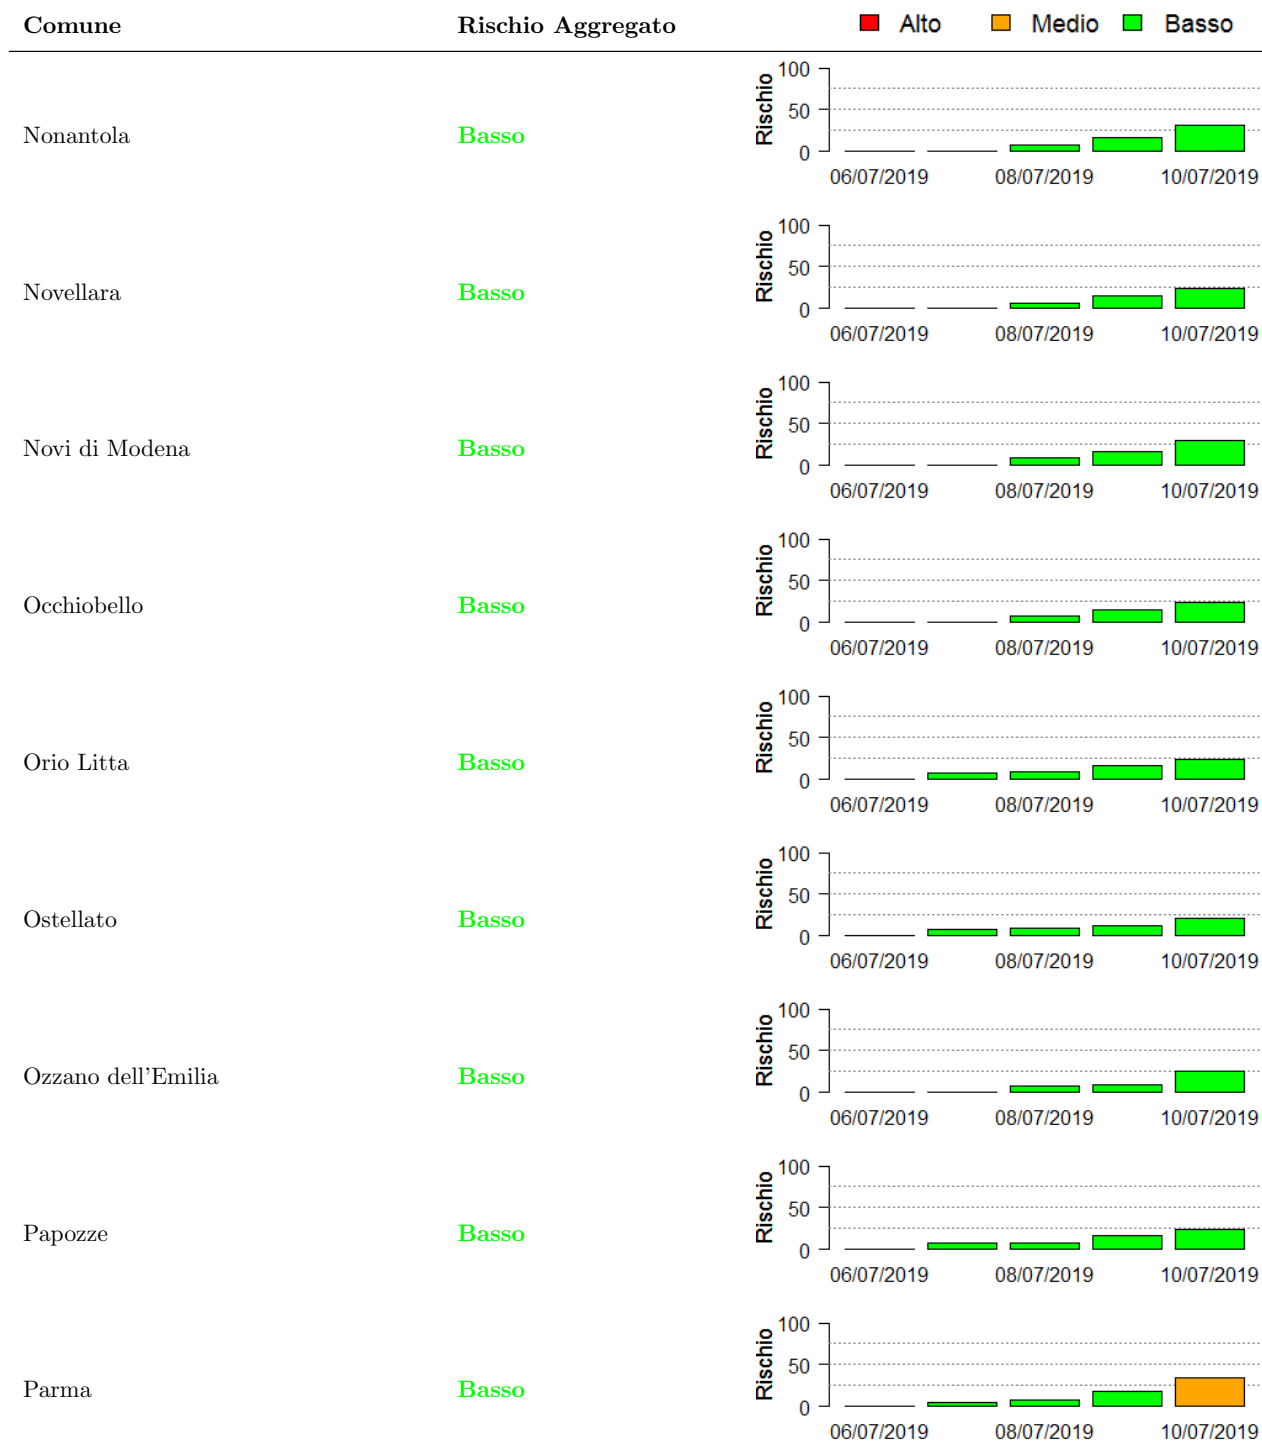 Comune Rischio Aggregato Alto Medio Basso
Nonantola Basso Rischio 100 50 0
06/07/2019 08/07/2019 10/07/2019
Novellara Basso Rischio 100 50 0
06/07/2019 08/07/2019 10/07/2019
Novi di Modena Basso Rischio 100 50 0
06/07/2019 08/07/2019 10/07/2019
Occhiobello Basso Rischio 100 50 0
06/07/2019 08/07/2019 10/07/2019
Orio Litta Basso Rischio 100 50 0
06/07/2019 08/07/2019 10/07/2019
Ostellato Basso Rischio 100 50 0
06/07/2019 08/07/2019 10/07/2019
Ozzano dell'Emilia Basso Rischio 100 50 0
06/07/2019 08/07/2019 10/07/2019
Papozze Basso Rischio 100 50 0
06/07/2019 08/07/2019 10/07/2019
Parma Basso Rischio 100 50 0
06/07/2019 08/07/2019 10/07/2019